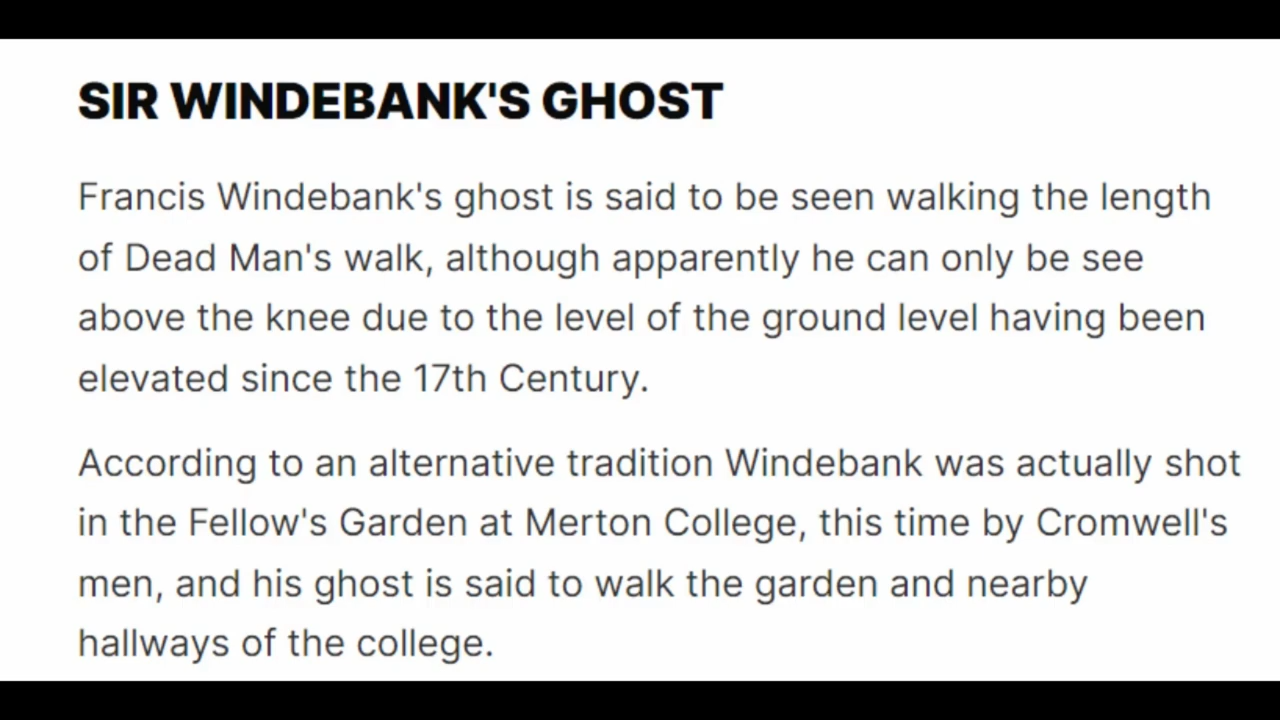 SIR WINDEBANK'S GHOST
Francis Windebank's ghost is said to be seen walking the length
of Dead Man's walk, although apparently he can only be see
above the knee due to the level of the ground level having been
elevated since the 17th Century.
According to an alternative tradition Windebank was actually shot
in the Fellow's Garden at Merton College, this time by Cromwell's
men, and his ghost is said to walk the garden and nearby
hallways of the college.